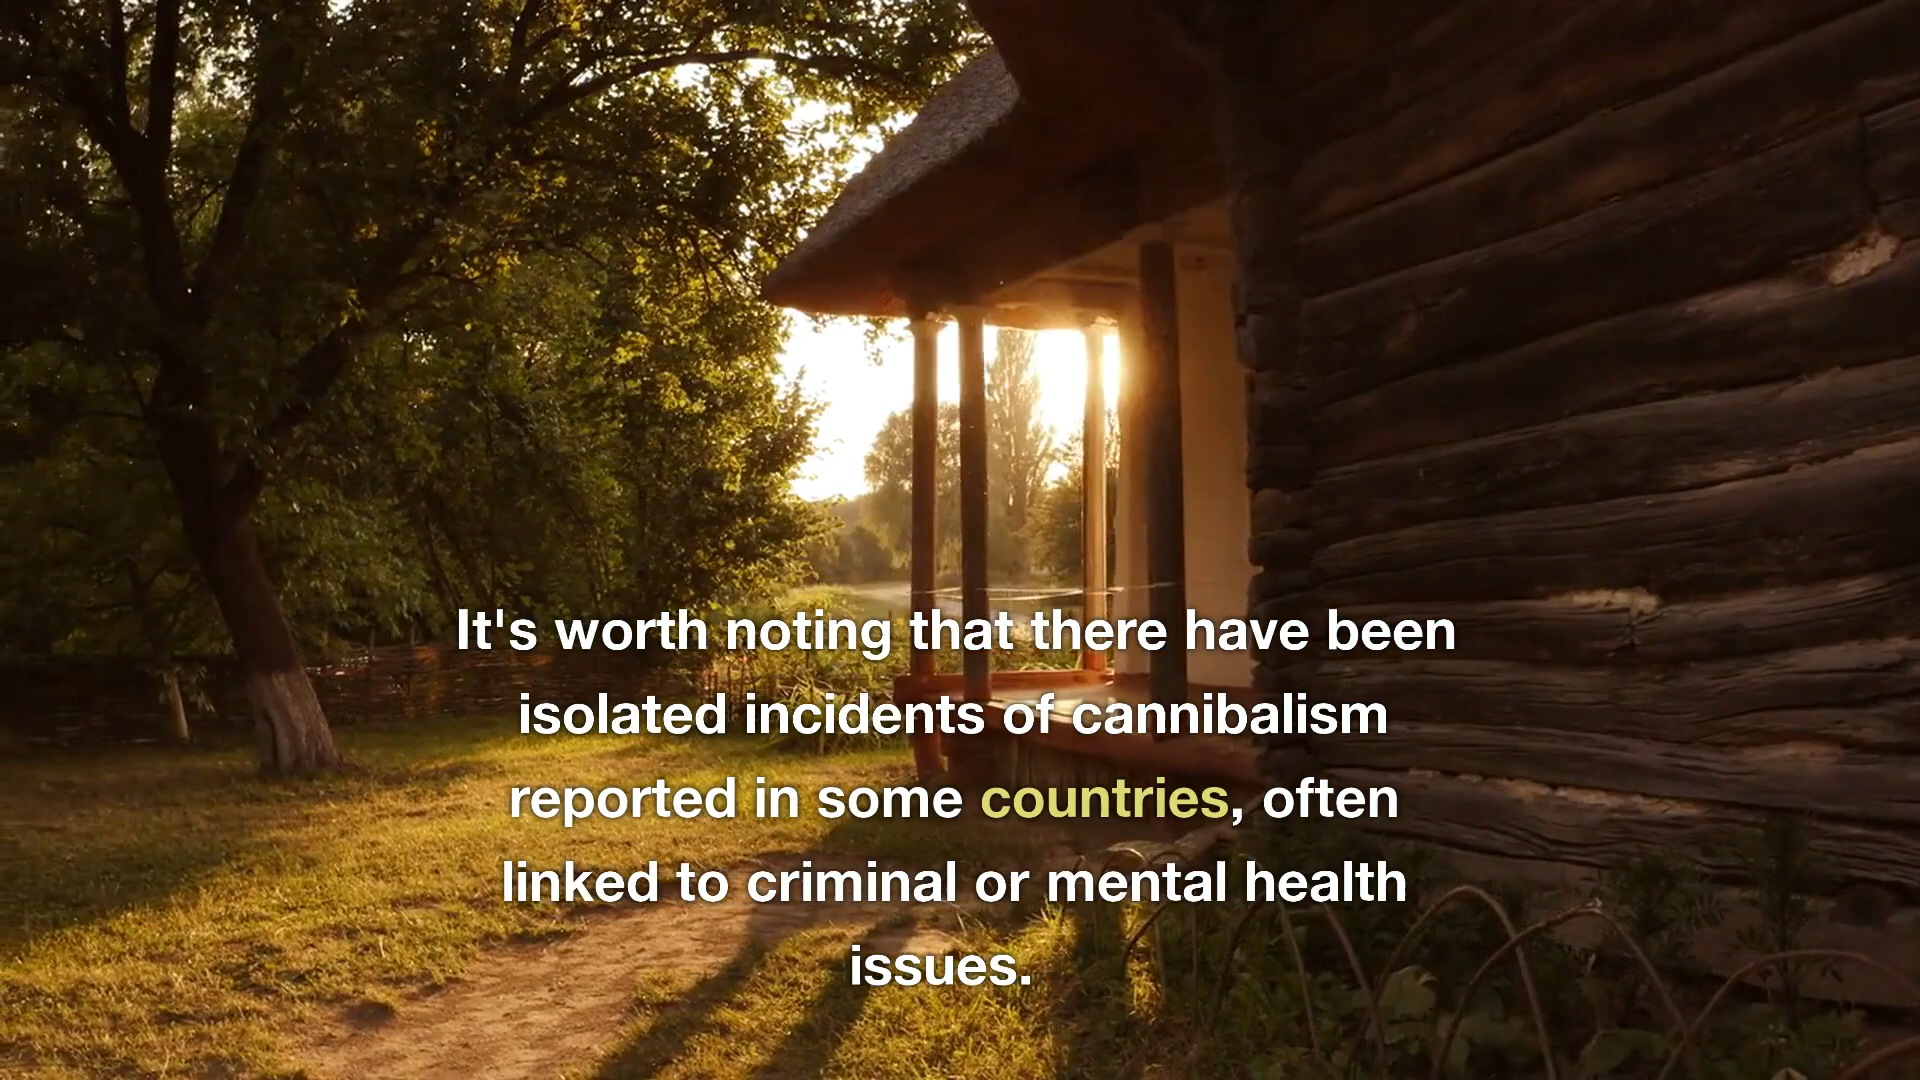 It's worth noting that there have been
isolated incidents of cannibalism
reported in some countries, often
linked to criminal or mental health
issues.